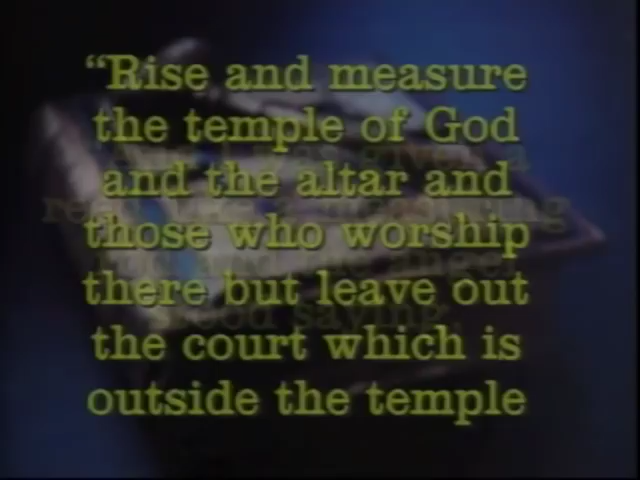 “Rise and measure
the temple of God
and the altar and
those who worship
there but leave out
the court which is
outside the temple